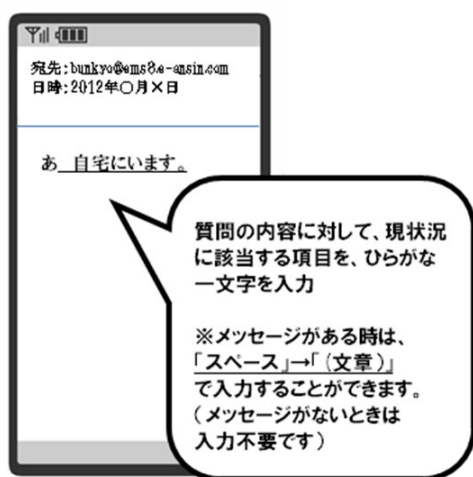 宛先:bunkyo@ems8.e-ansin.com
日時:2012年○月×日
あ 自宅にいます。
質問の内容に対して、現状況
に該当する項目を、ひらがな
一文字を入力
※メッセージがある時は、
「スペース」→「(文章)」
で入力することができます。
(メッセージがないときは
入力不要です)